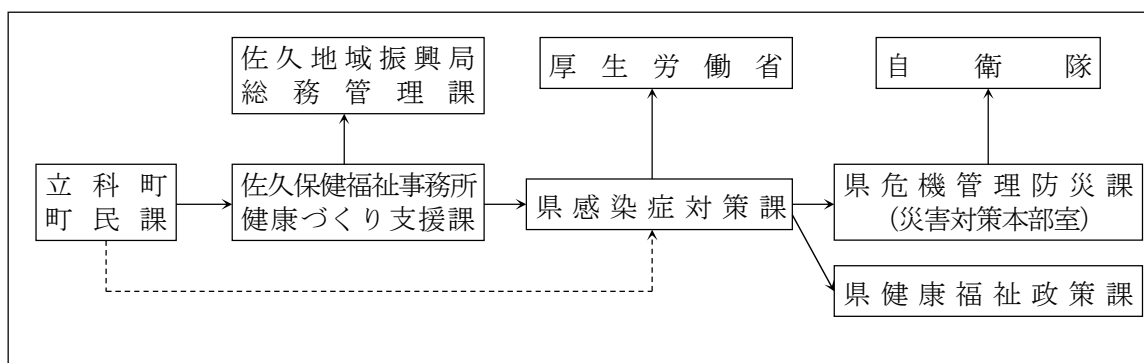 佐久地域振興局
総務管理課
厚生労働省
自衛隊
立科町
町民課
佐久保健福祉事務所
健康づくり支援課
県感染症対策課
県危機管理防災課
（災害対策本部室）
県健康福祉政策課